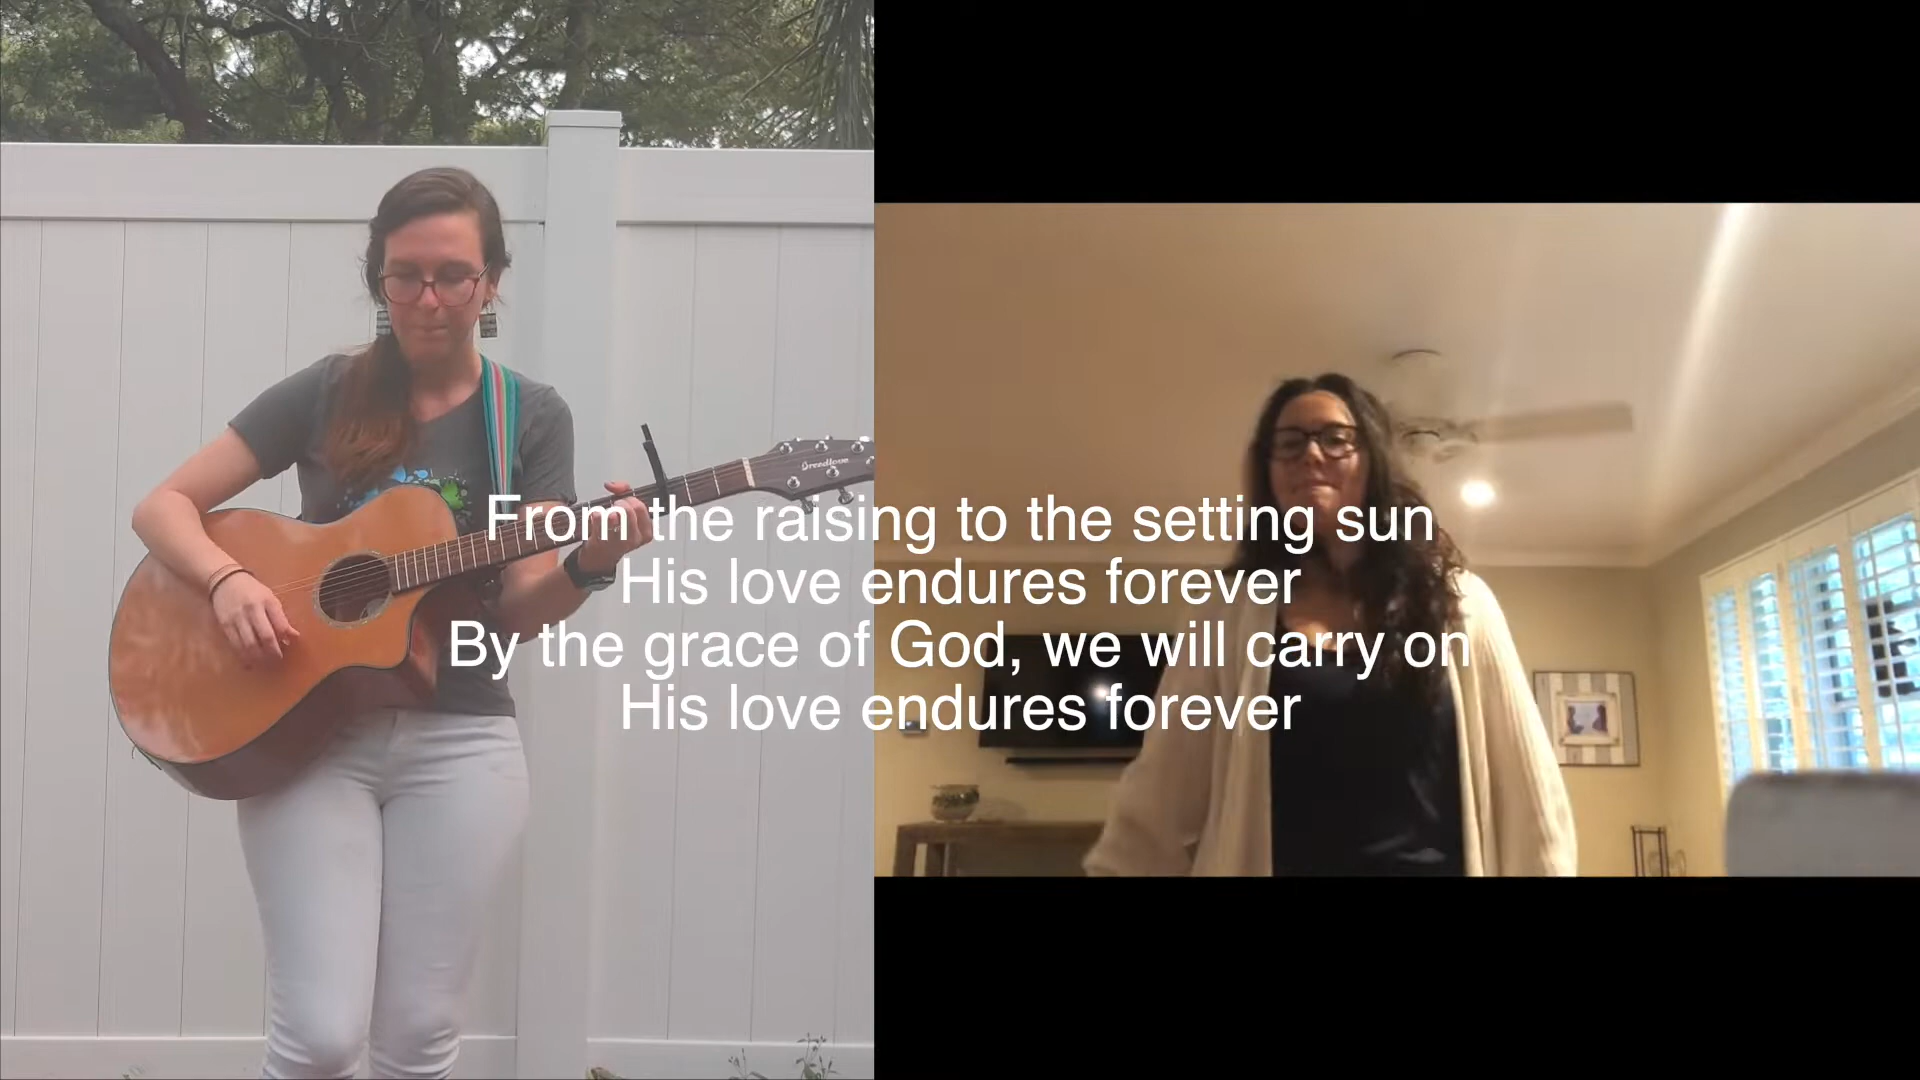 Breedlove
From the raising to the setting sun
His love endures forever
By the grace of God, we will carry on
His love endures forever